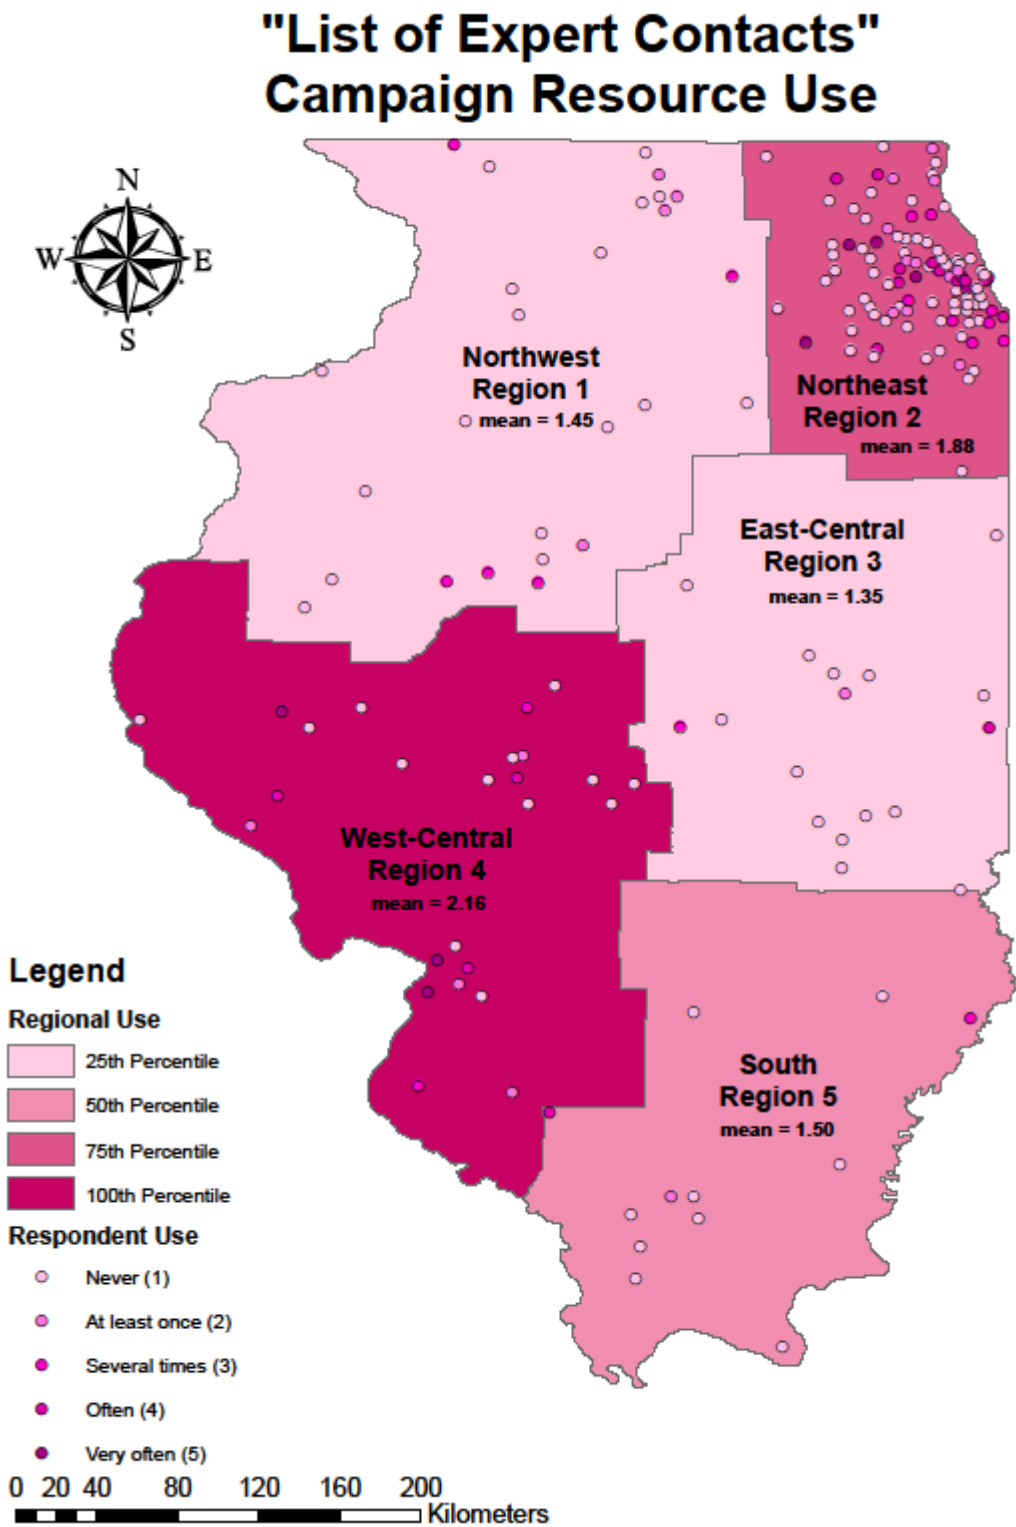 "List of Expert Contacts"
Campaign Resource Use
N
W
E
S
Northwest
Region 1
mean = 1.45
Northeast
Region 2
mean = 1.88
East-Central
Region 3
mean = 1.35
West-Central
Region 4
mean = 2.16
South
Region 5
mean = 1.50
Legend
Regional Use
25th Percentile
50th Percentile
75th Percentile
100th Percentile
Respondent Use
Never (1)
At least once (2)
Several times (3)
Often (4)
Very often (5)
0 20 40 80 120 160 200
Kilometers